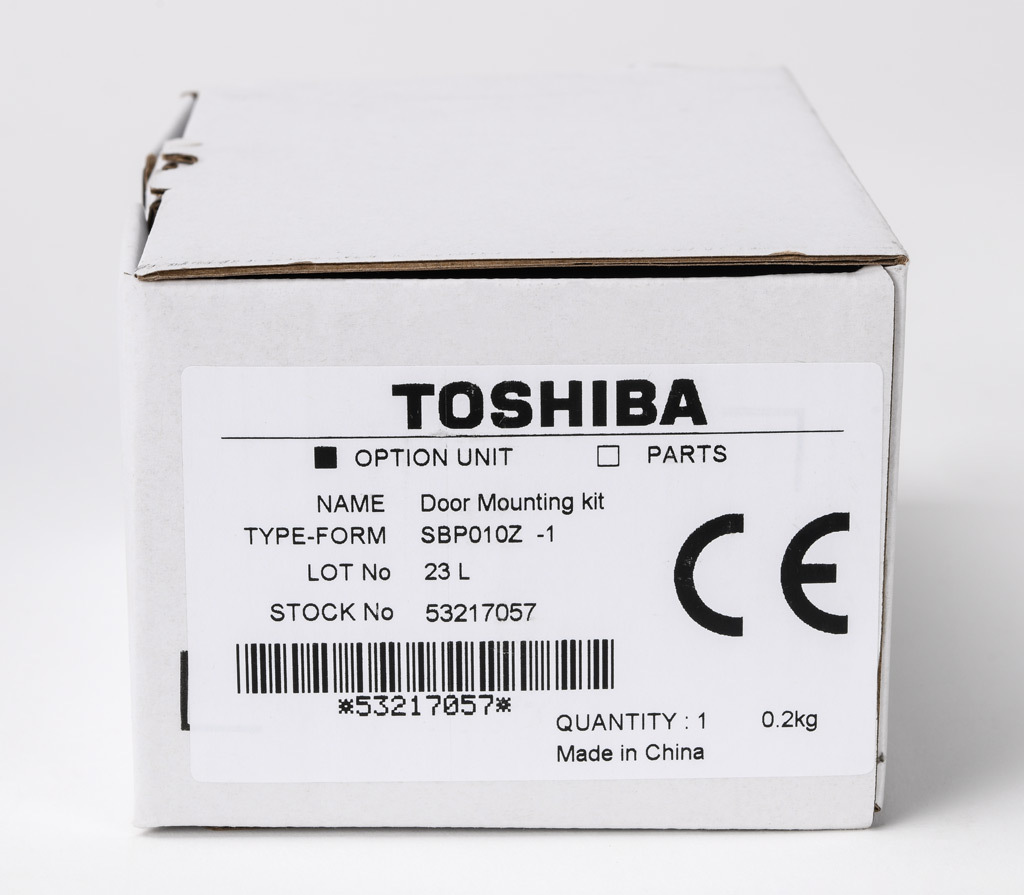 TOSHIBA
OPTION UNIT PARTS
NAME Door Mounting kit
TYPE-FORM SBP010Z -1
LOT No 23 L
STOCK No 53217057
*53217057*
QUANTITY : 1 0.2kg
Made in China
CE